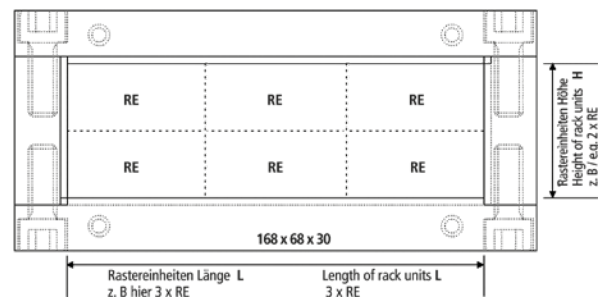 RE RE RE
RE RE RE
168 x 68 x 30
Rastereinheiten Länge L
z. B hier 3 x RE
Length of rack units L
3 x RE
Rastereinheiten Höhe
Height of rack units H
z. B / e.g. 2 x RE